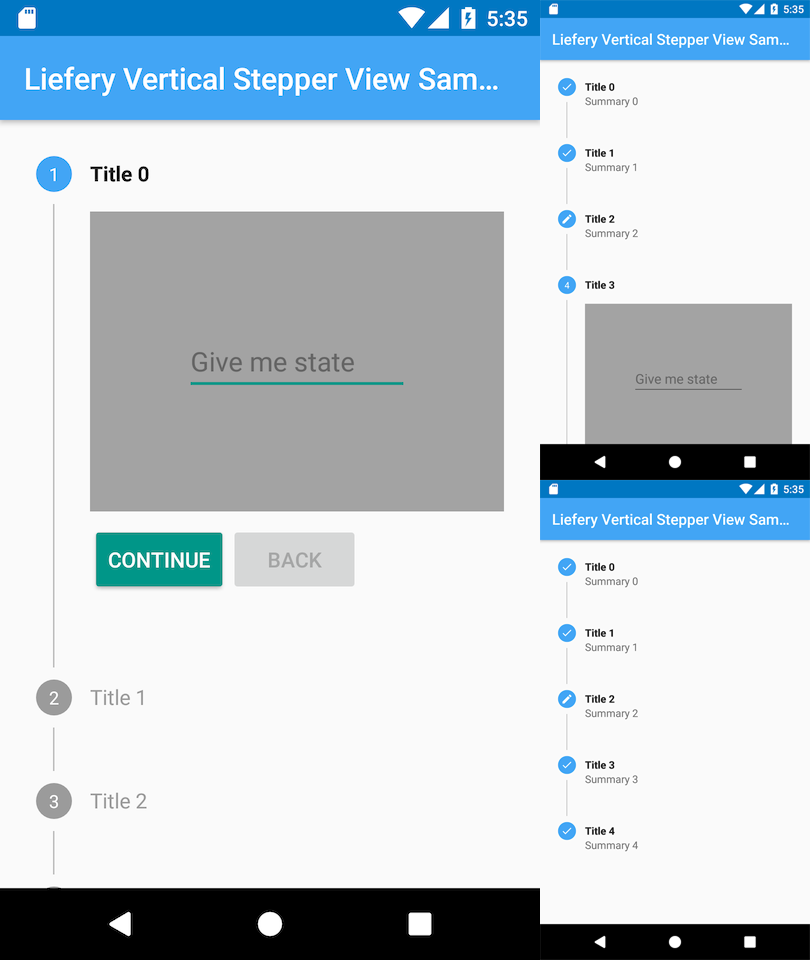 5:35
Liefery Vertical Stepper View Sam...
1 Title 0
Give me state
CONTINUE BACK
2 Title 1
3 Title 2
5:35
Liefery Vertical Stepper View Sam...
Title 0
Summary 0
Title 1
Summary 1
Title 2
Summary 2
4 Title 3
Give me state
5:35
Liefery Vertical Stepper View Sam...
Title 0
Summary 0
Title 1
Summary 1
Title 2
Summary 2
Title 3
Summary 3
Title 4
Summary 4